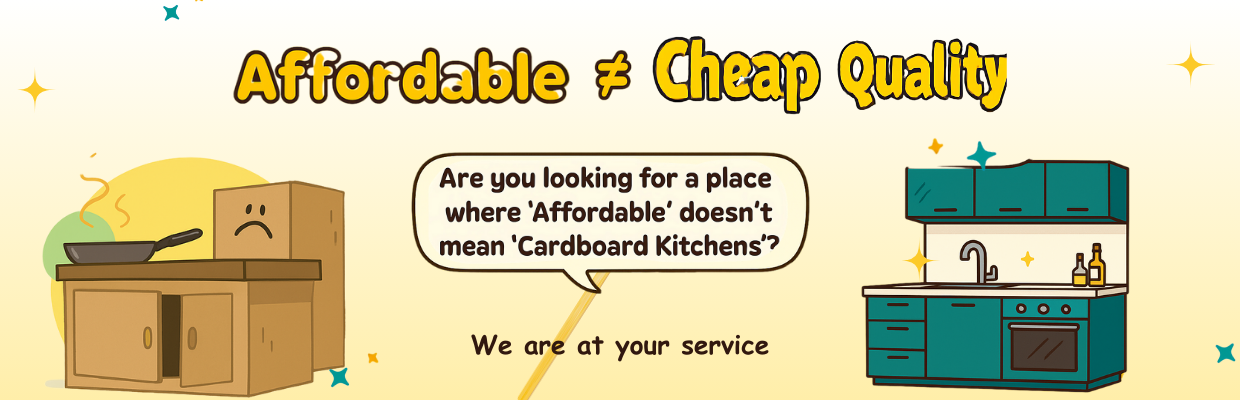 Affordable ≠ Cheap Quality
Are you looking for a place
where ‘Affordable’ doesn’t
mean ‘Cardboard Kitchens’?
We are at your service